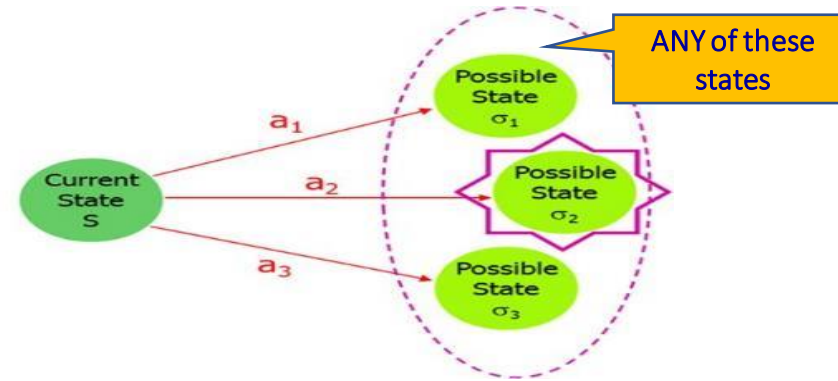 ANY of these
states
Possible
State
σ1
a1
Possible
State
σ2
a2
Current
State
S
a3
Possible
State
σ3